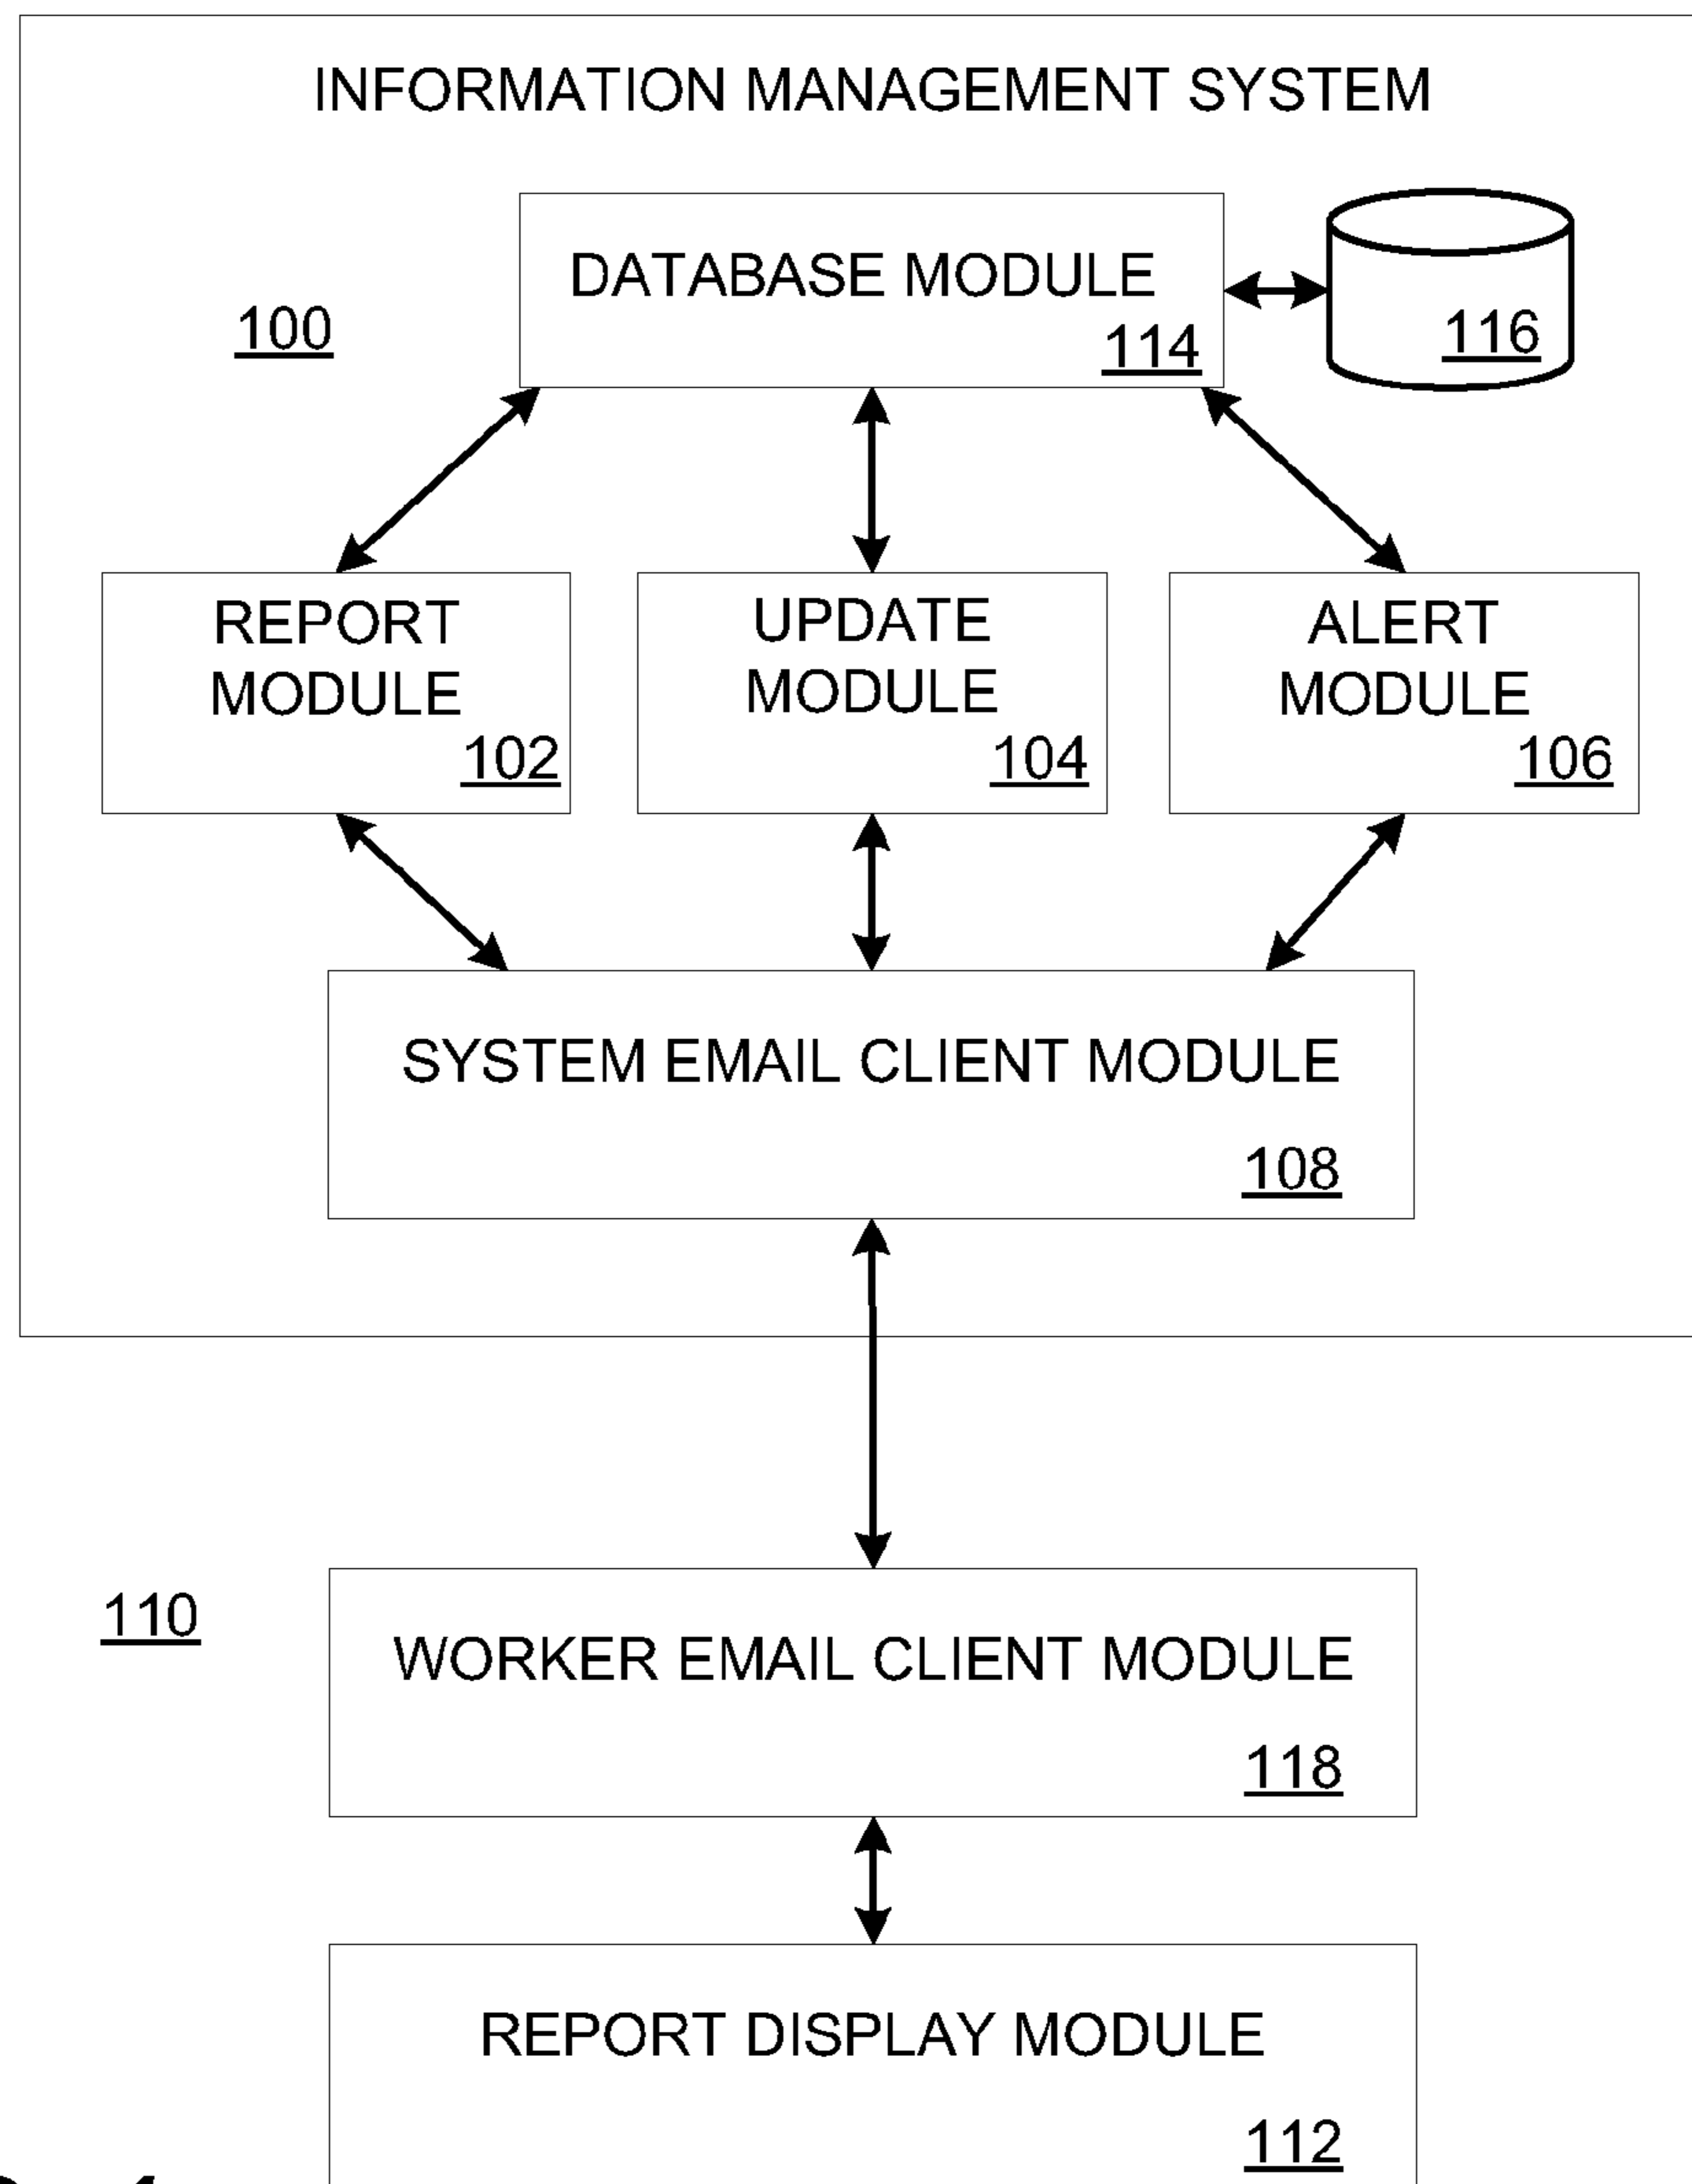 INFORMATION MANAGEMENT SYSTEM
DATABASE MODULE
114
116
100
REPORT
MODULE
102
UPDATE
MODULE
104
ALERT
MODULE
106
SYSTEM EMAIL CLIENT MODULE
108
110
WORKER EMAIL CLIENT MODULE
118
REPORT DISPLAY MODULE
112